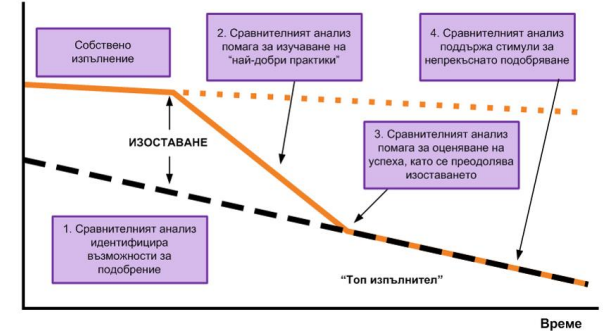 Собствено
изпълнение
2. Сравнителният анализ
помага за изучаване на
“най-добри практики”
4. Сравнителният анализ
поддържа стимули за
непрекъснато подобряване
ИЗОСТАВАНЕ
3. Сравнителният анализ
помага за оценяване на
успеха, като се преодолява
изоставането
1. Сравнителният анализ
идентифицира
възможности за
подобрение
“Топ изпълнител”
Време